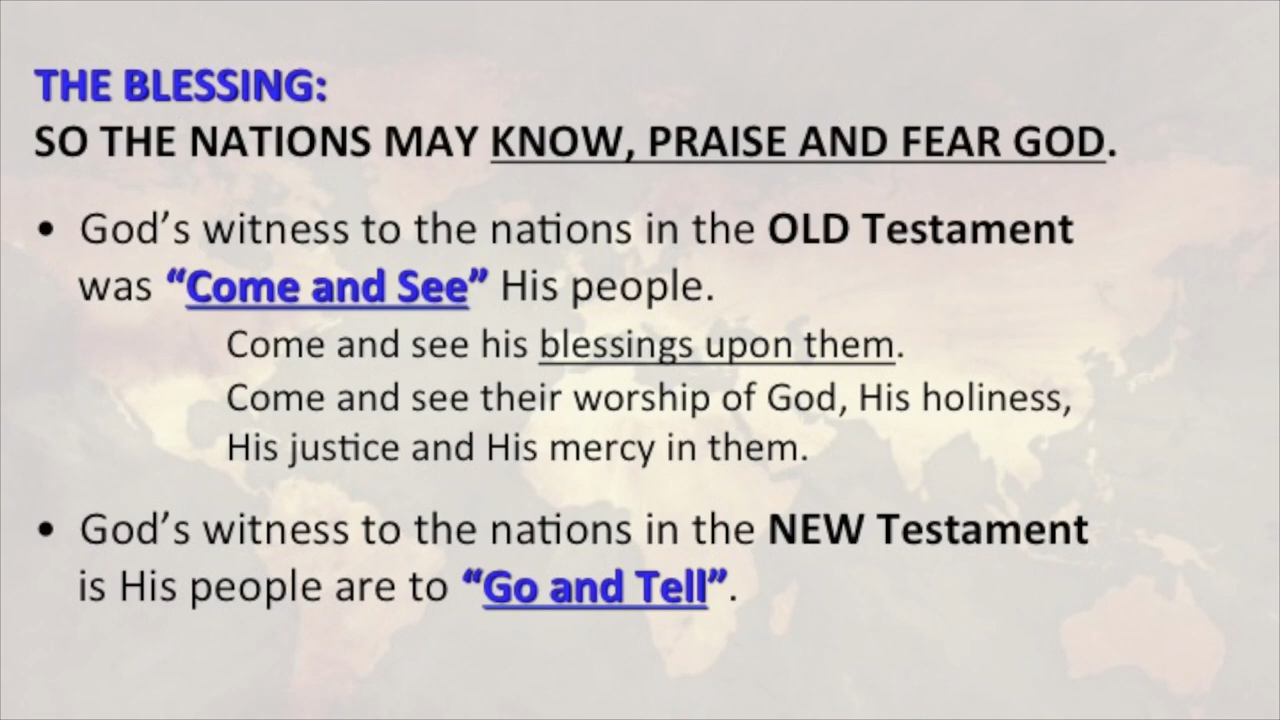 THE BLESSING:
SO THE NATIONS MAY KNOW, PRAISE AND FEAR GOD.
• God’s witness to the nations in the OLD Testament
was “Come and See” His people.
Come and see his blessings upon them.
Come and see their worship of God, His holiness,
His justice and His mercy in them.
• God’s witness to the nations in the NEW Testament
is His people are to “Go and Tell”.